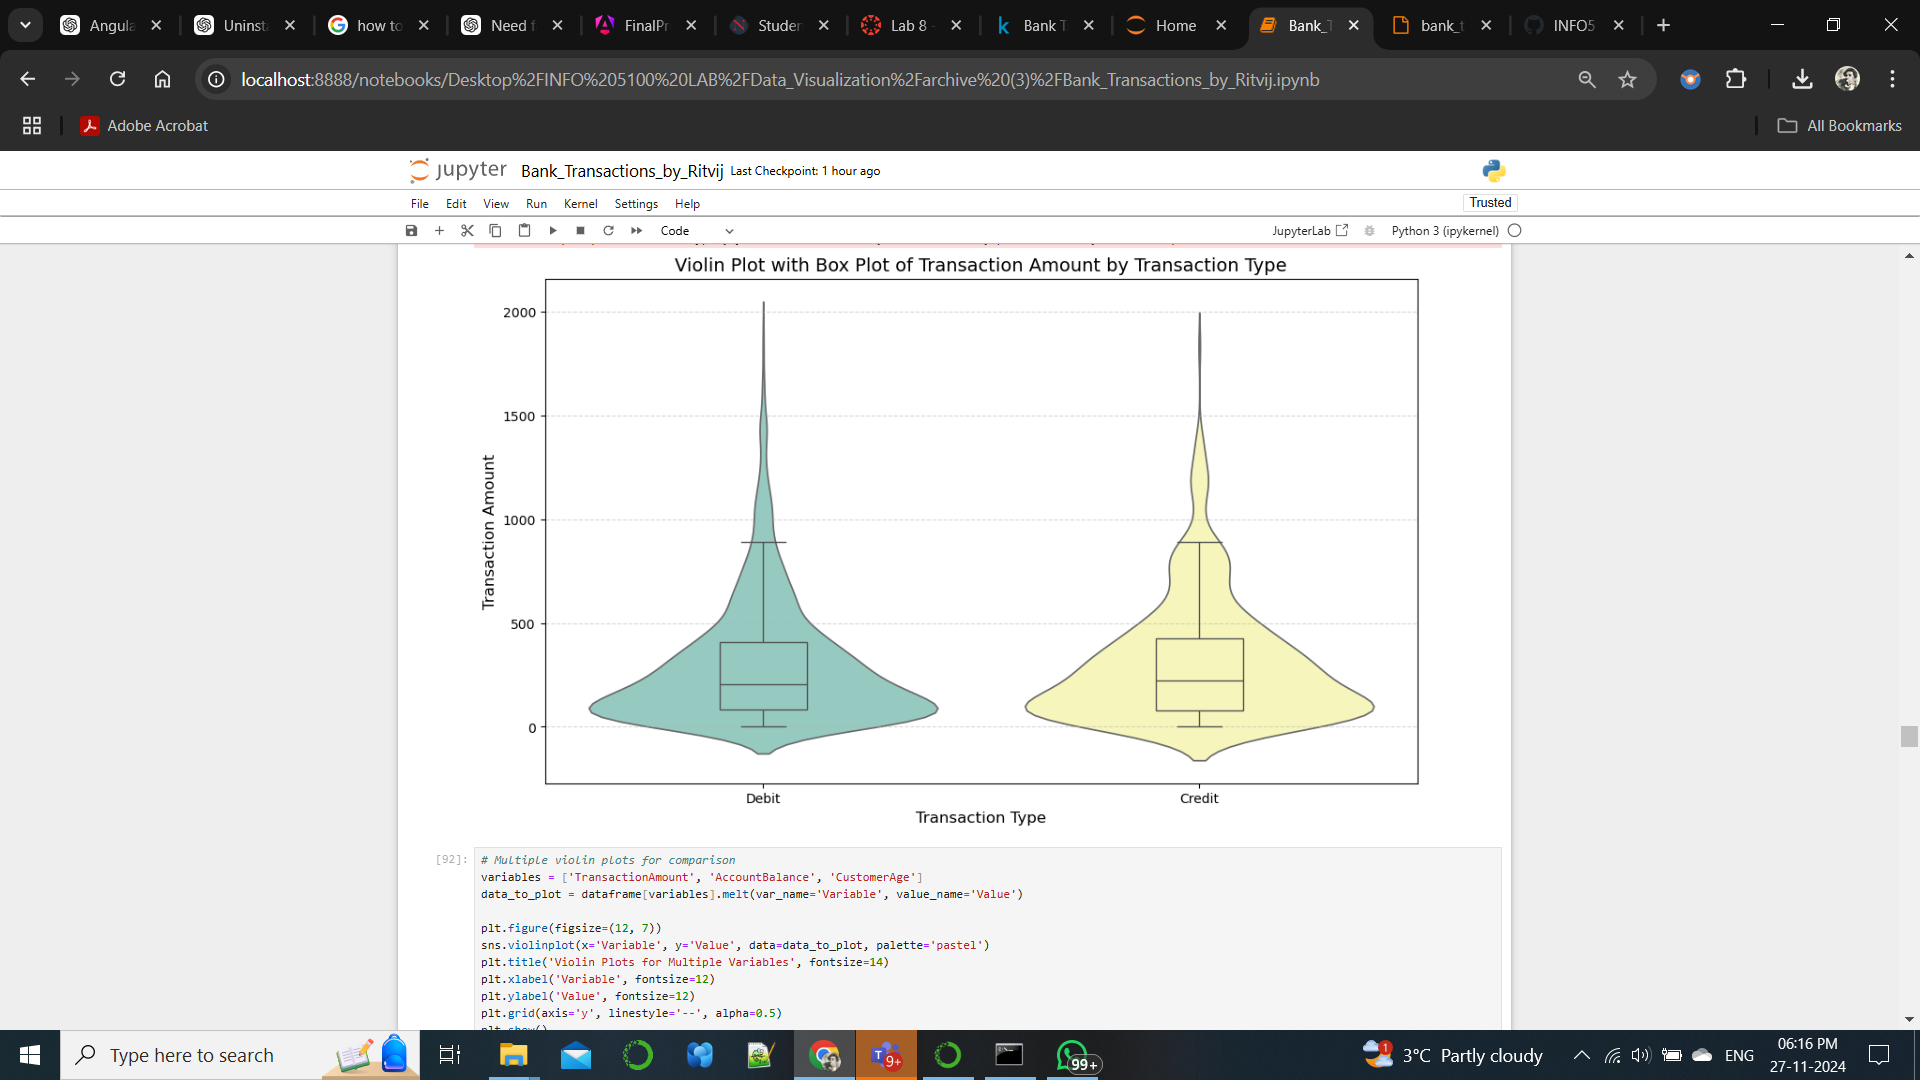 Angula
Uninsta
how to
Need f
FinalPr
Studen
Lab 8 -
Bank T
Home
Bank_T
bank_t
INFO5
localhost:8888/notebooks/Desktop%2FINFO%205100%20LAB%2FData_Visualization%2Farchive%20(3)%2FBank_Transactions_by_Ritvij.ipynb
Adobe Acrobat
All Bookmarks
jupyter Bank_Transactions_by_Ritvij Last Checkpoint: 1 hour ago
File Edit View Run Kernel Settings Help
Trusted
Code
JupyterLab
Python 3 (ipykernel)
Violin Plot with Box Plot of Transaction Amount by Transaction Type
2000
1500
1000
500
0
Transaction Amount
Debit
Credit
Transaction Type
[92]:
# Multiple violin plots for comparison
variables = ['TransactionAmount', 'AccountBalance', 'CustomerAge']
data_to_plot = dataframe[variables].melt(var_name='Variable', value_name='Value')
plt.figure(figsize=(12, 7))
sns.violinplot(x='Variable', y='Value', data=data_to_plot, palette='pastel')
plt.title('Violin Plots for Multiple Variables', fontsize=14)
plt.xlabel('Variable', fontsize=12)
plt.ylabel('Value', fontsize=12)
plt.grid(axis='y', linestyle='--', alpha=0.5)
plt.show()
Type here to search
9+
99+
1
3°C Partly cloudy
ENG
06:16 PM
27-11-2024